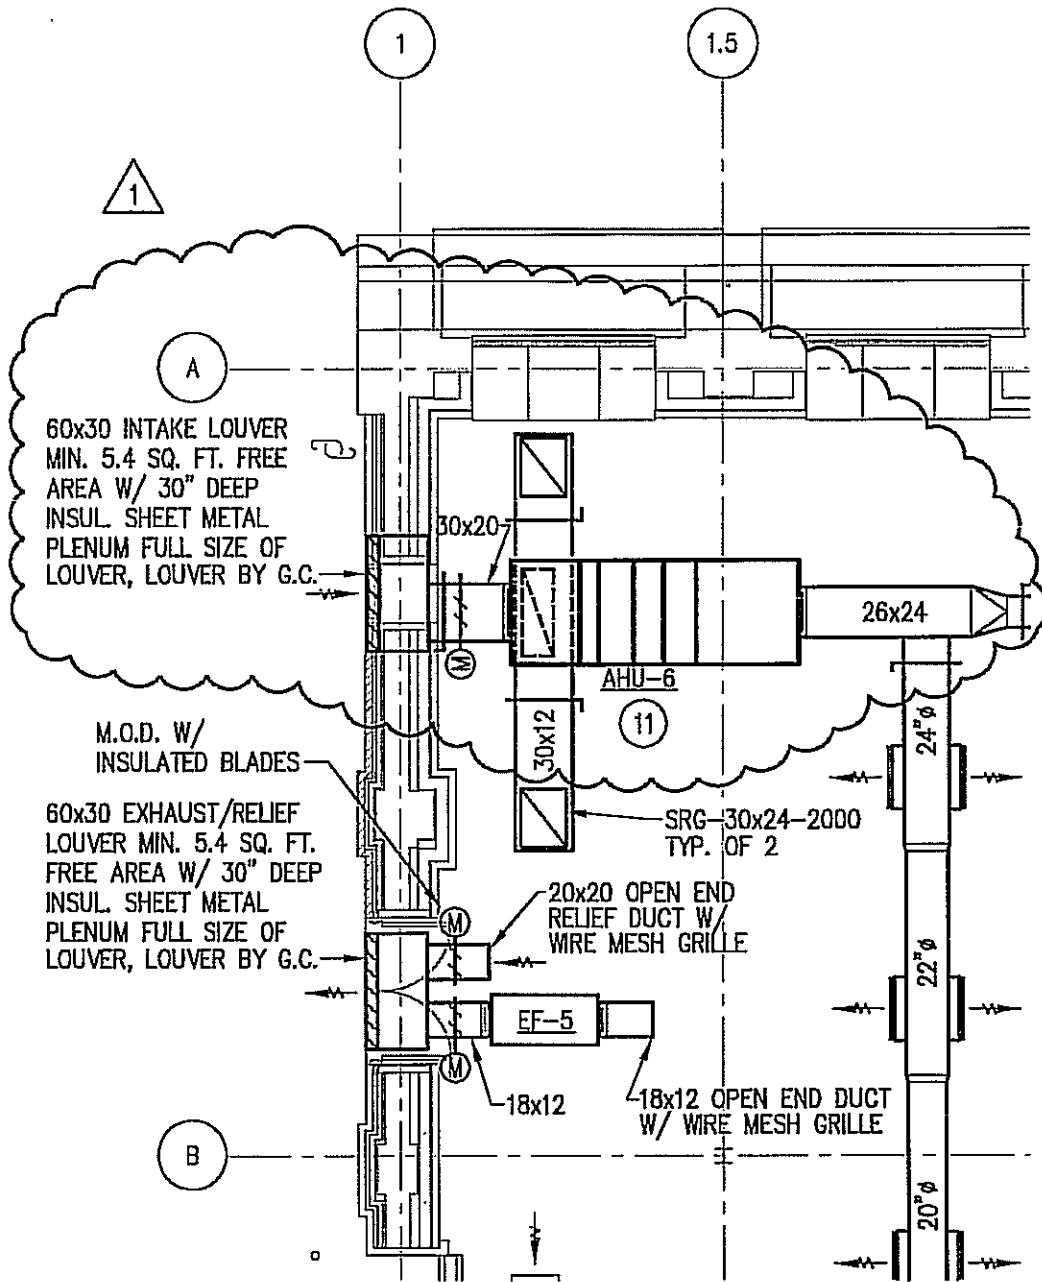 1
1.5
1
A
60x30 INTAKE LOUVER
MIN. 5.4 SQ. FT. FREE
AREA W/ 30" DEEP
INSUL. SHEET METAL
PLENUM FULL SIZE OF
LOUVER, LOUVER BY G.C.
30x20
26x24
M
AHU-6
11
30x12
24"ø
M.O.D. W/
INSULATED BLADES
60x30 EXHAUST/RELIEF
LOUVER MIN. 5.4 SQ. FT.
FREE AREA W/ 30" DEEP
INSUL. SHEET METAL
PLENUM FULL SIZE OF
LOUVER, LOUVER BY G.C.
SRG-30x24-2000
TYP. OF 2
20x20 OPEN END
RELIEF DUCT W/
WIRE MESH GRILLE
M
22"ø
EF-5
M
18x12
18x12 OPEN END DUCT
W/ WIRE MESH GRILLE
B
20"ø